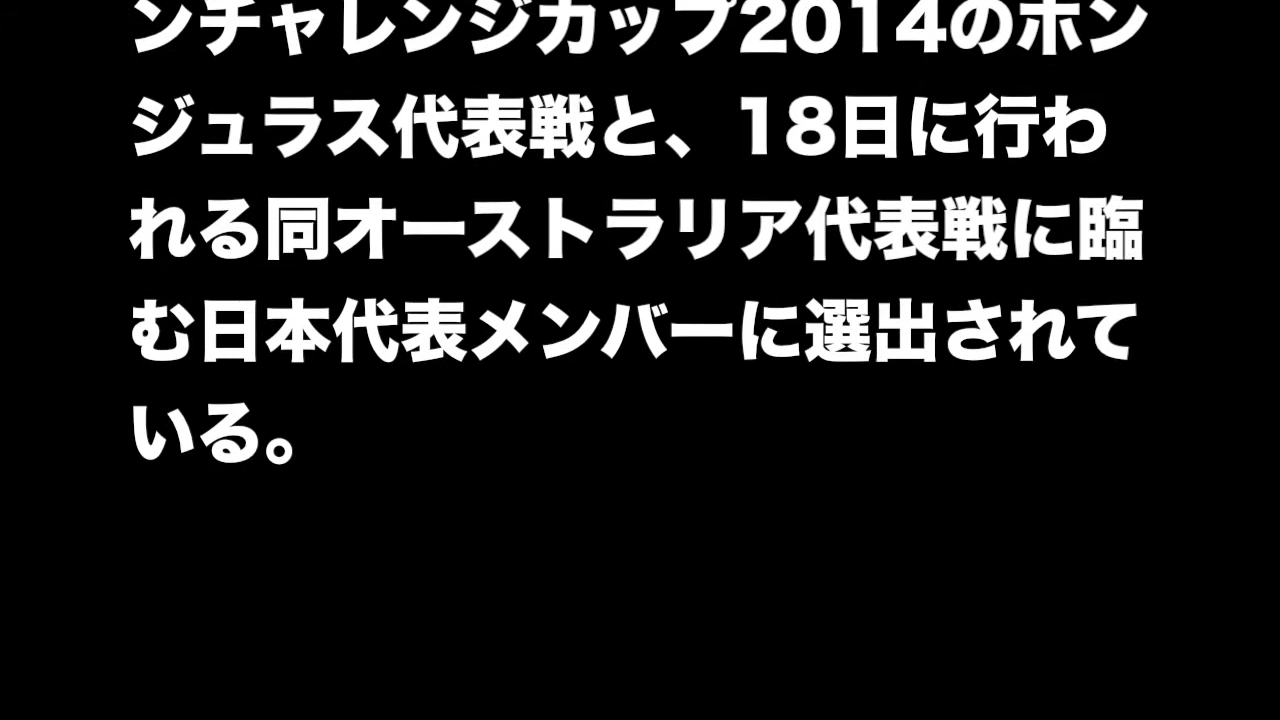 ンチャレンジカップ2014のホン
ジュラス代表戦と、18日に行わ
れる同オーストラリア代表戦に臨
む日本代表メンバーに選出されて
いる。